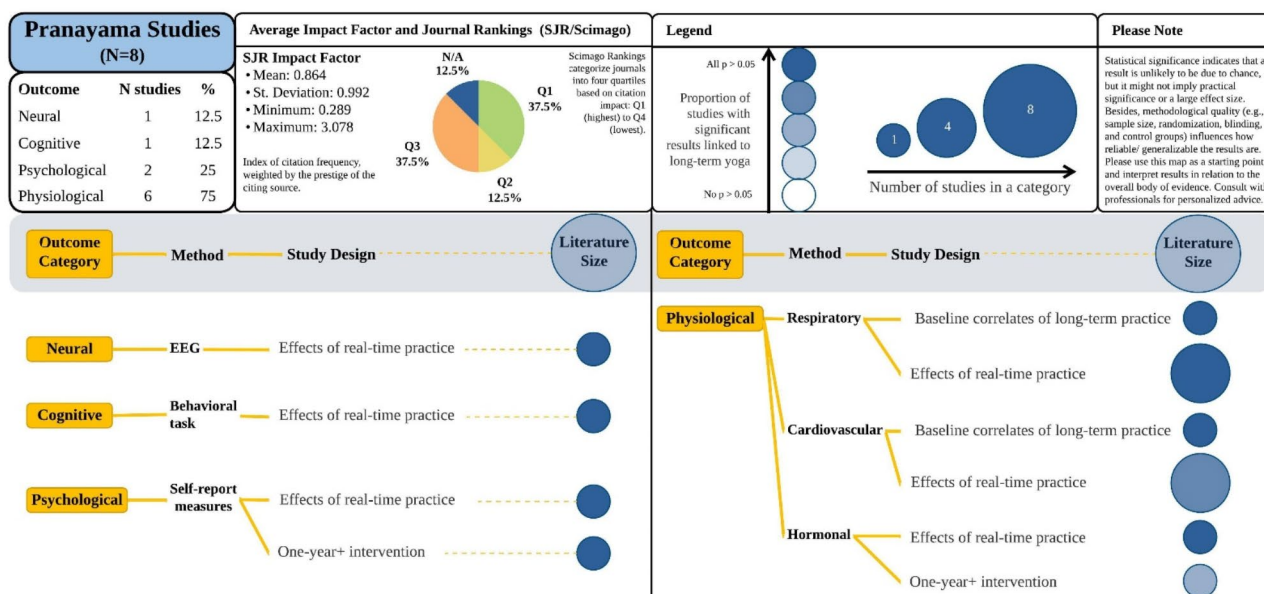 Pranayama Studies
(N=8)
Outcome N studies %
Neural 1 12.5
Cognitive 1 12.5
Psychological 2 25
Physiological 6 75
Average Impact Factor and Journal Rankings (SJR/Scimago)
SJR Impact Factor
• Mean: 0.864
• St. Deviation: 0.992
• Minimum: 0.289
• Maximum: 3.078
Index of citation frequency,
weighted by the prestige of the
citing source.
N/A
12.5%
Q1
37.5%
Q3
37.5%
Q2
12.5%
Scimago Rankings
categorize journals
into four quartiles
based on citation
impact: Q1
(highest) to Q4
(lowest).
Legend
All p > 0.05
Proportion of
studies with
significant
results linked to
long-term yoga
No p > 0.05
1
4
8
Number of studies in a category
Please Note
Statistical significance indicates that a
result is unlikely to be due to chance,
but it might not imply practical
significance or a large effect size.
Besides, methodological quality (e.g.,
sample size, randomization, blinding,
and control groups) influences how
reliable/ generalizable the results are.
Please use this map as a starting point
and interpret results in relation to the
overall body of evidence. Consult with
professionals for personalized advice.
Outcome
Category
Method
Study Design
Literature
Size
Neural
EEG
Effects of real-time practice
Cognitive
Behavioral
task
Effects of real-time practice
Psychological
Self-report
measures
Effects of real-time practice
One-year+ intervention
Outcome
Category
Method
Study Design
Literature
Size
Physiological
Respiratory
Baseline correlates of long-term practice
Effects of real-time practice
Cardiovascular
Baseline correlates of long-term practice
Effects of real-time practice
Hormonal
Effects of real-time practice
One-year+ intervention